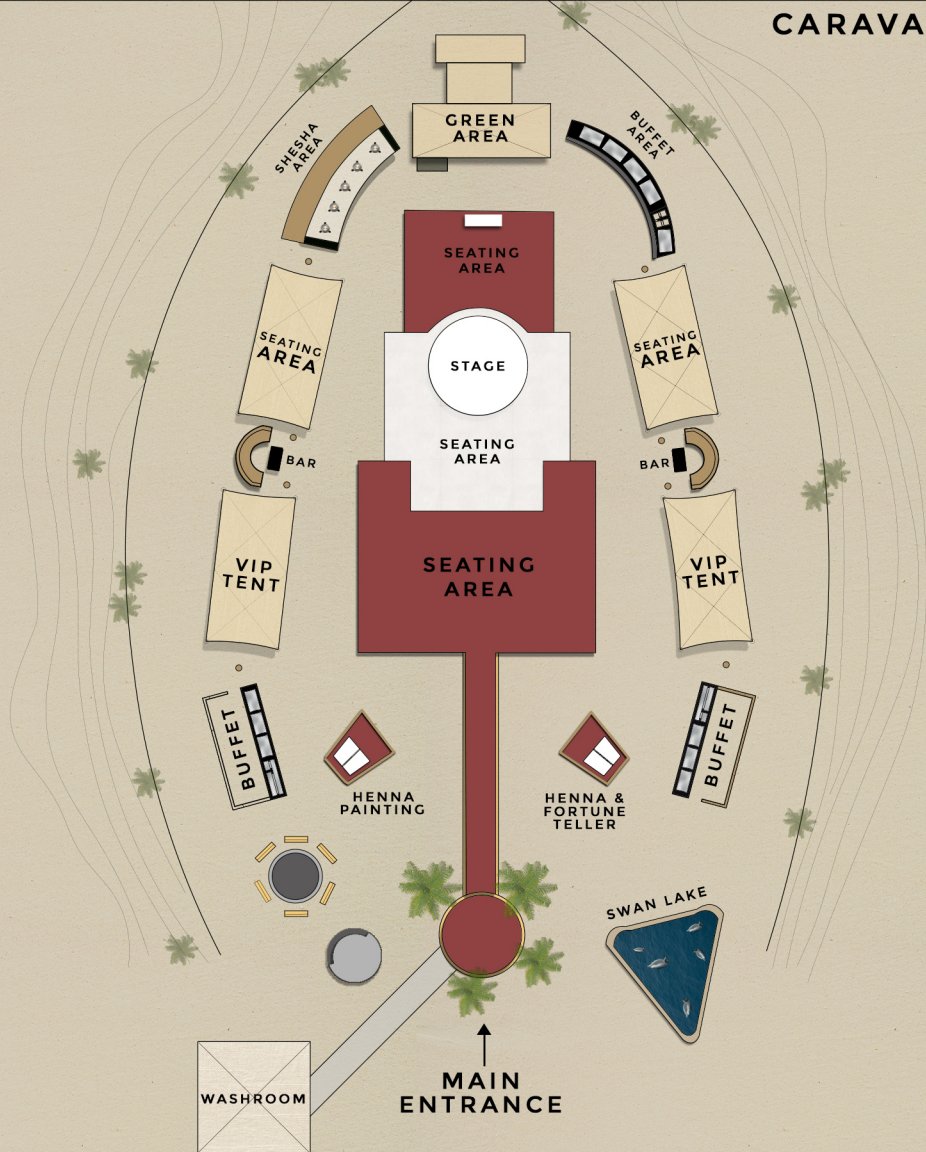 CARAVA
GREEN
AREA
SHESHA
AREA
BUFFET
AREA
SEATING
AREA
SEATING
AREA
STAGE
SEATING
AREA
SEATING
AREA
BAR
BAR
SEATING
AREA
VIP
TENT
VIP
TENT
BUFFET
BUFFET
HENNA
PAINTING
HENNA &
FORTUNE
TELLER
SWAN LAKE
MAIN
ENTRANCE
WASHROOM